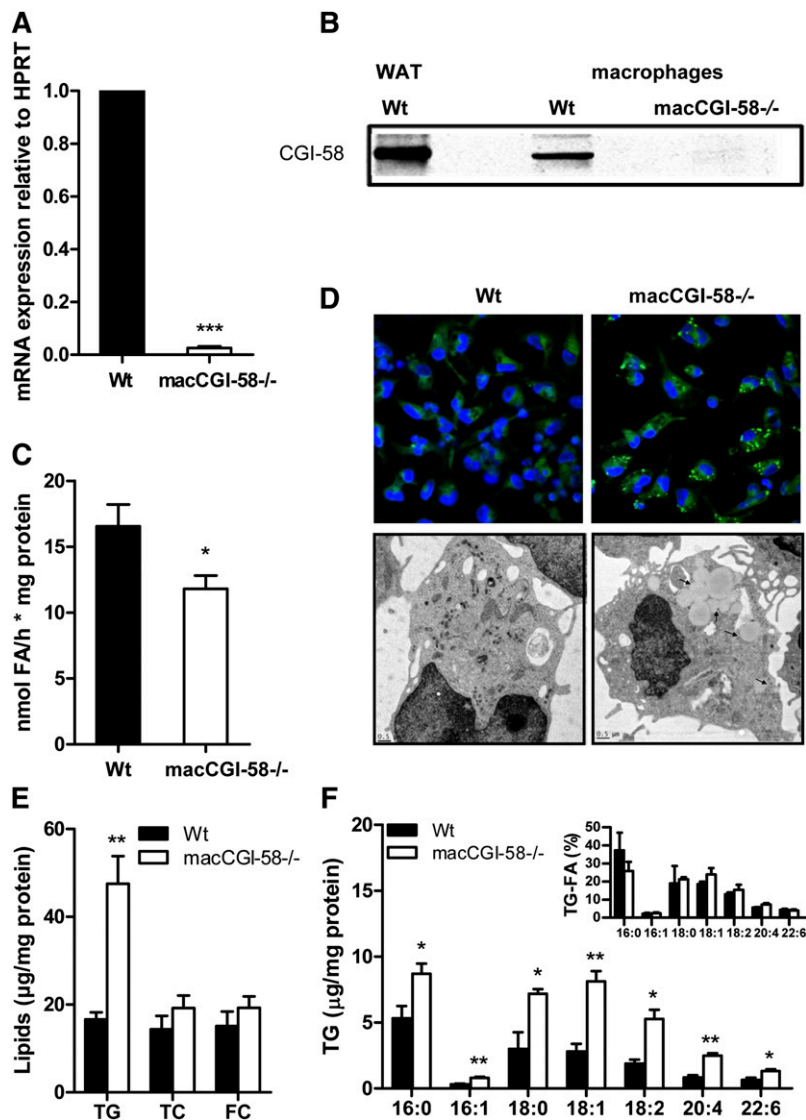 A
mRNA expression relative to HPRT
1.0
0.8
0.6
0.4
0.2
0.0
***
Wt
macCGI-58-/-
B
WAT
macrophages
Wt
Wt
macCGI-58-/-
CGI-58
C
nmol FA/h * mg protein
20
15
10
5
0
*
Wt
macCGI-58-/-
D
Wt
macCGI-58-/-
0.5
0.5 µm
E
Lipids (µg/mg protein)
60
40
20
0
Wt
macCGI-58-/-
**
TG
TC
FC
F
TG (µg/mg protein)
20
15
10
5
0
Wt
macCGI-58-/-
*
**
*
**
*
**
*
16:0
16:1
18:0
18:1
18:2
20:4
22:6
TG-FA (%)
50
40
30
20
10
0
16:0
16:1
18:0
18:1
18:2
20:4
22:6